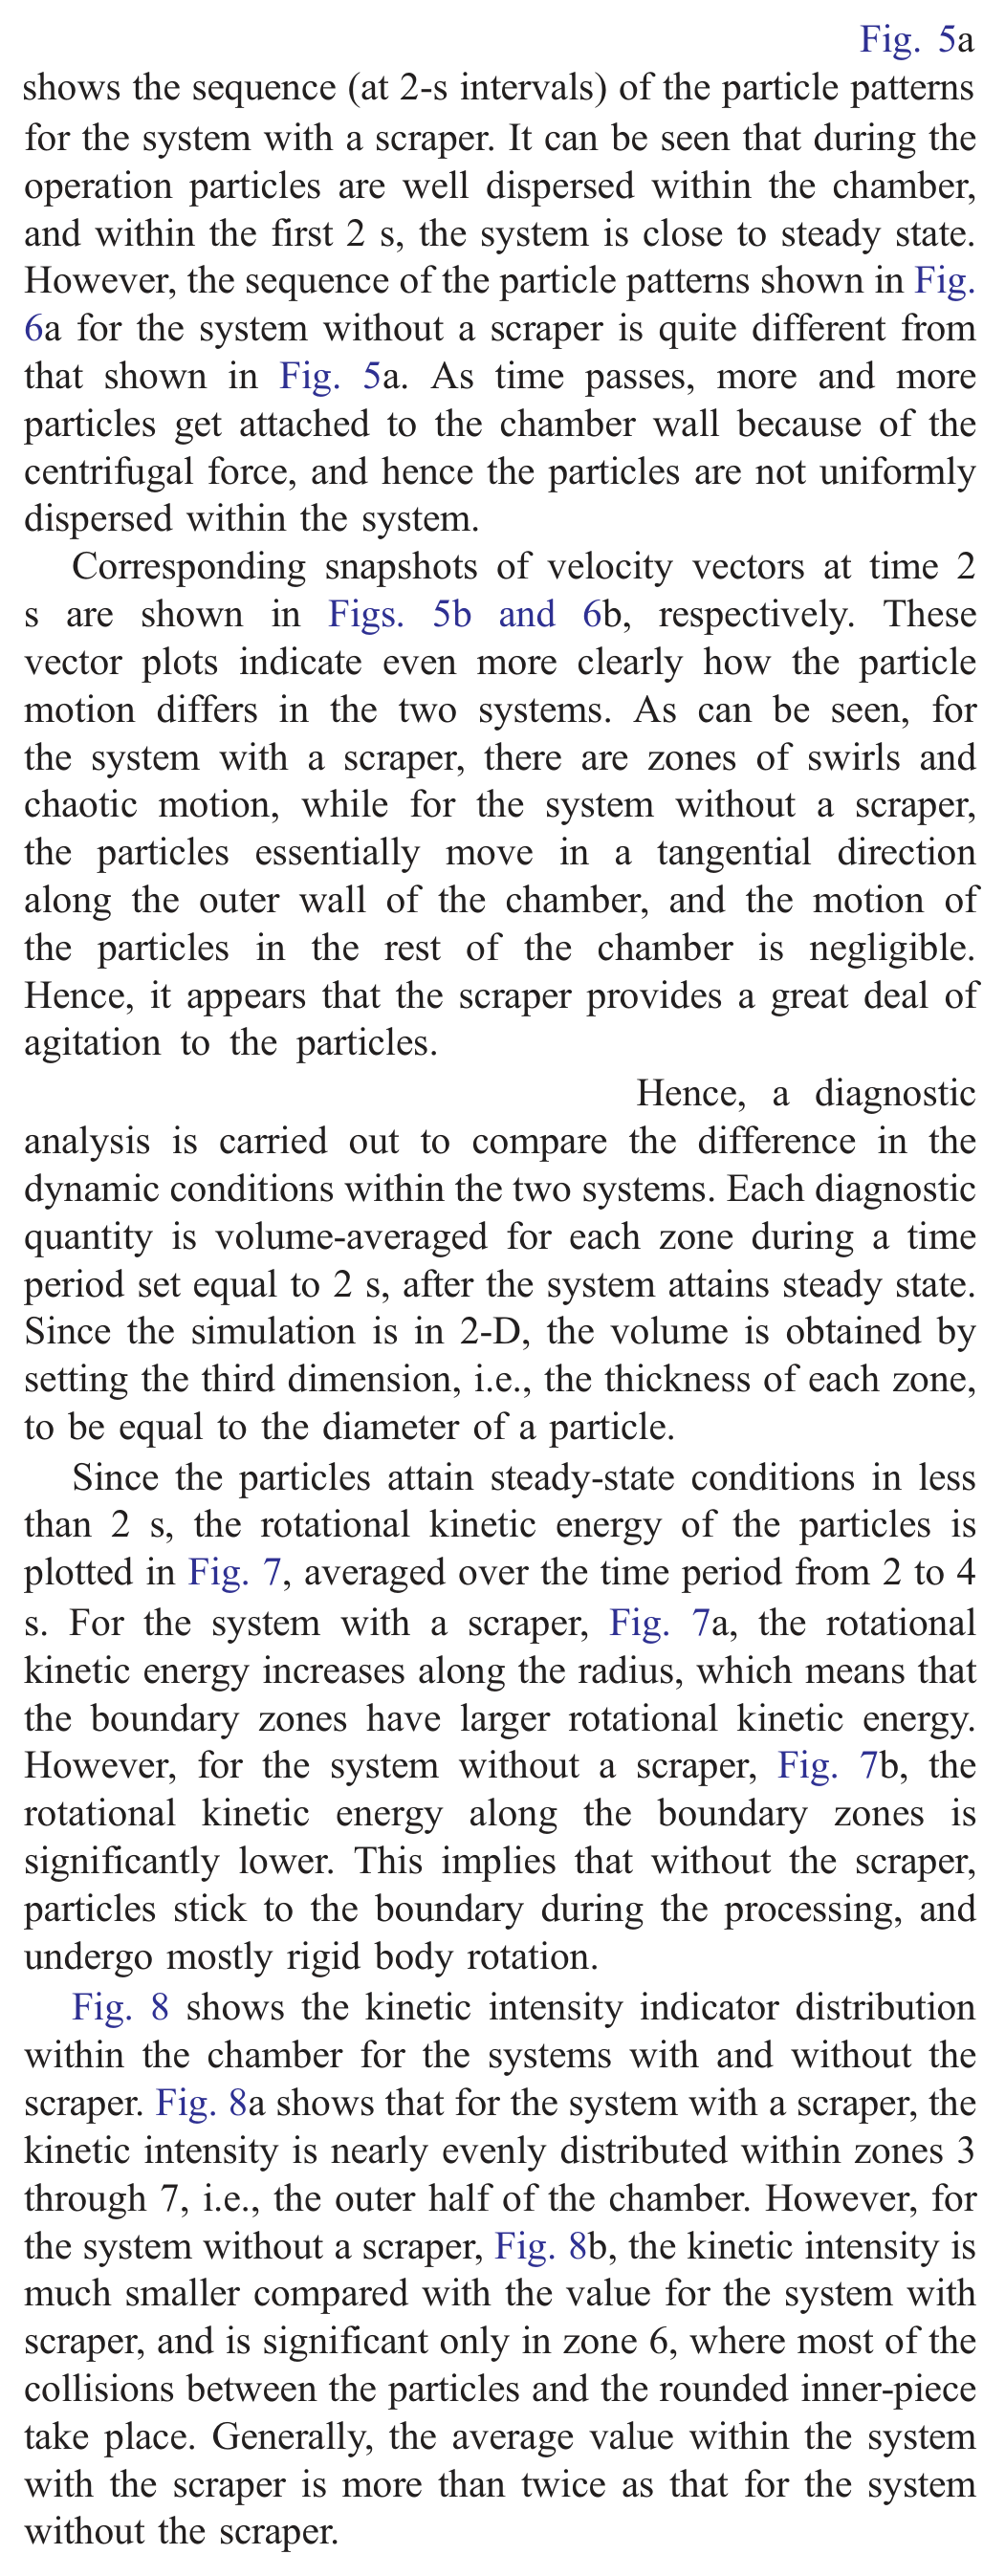 Fig. 5a
shows the sequence (at 2-s intervals) of the particle patterns
for the system with a scraper. It can be seen that during the
operation particles are well dispersed within the chamber,
and within the first 2 s, the system is close to steady state.
However, the sequence of the particle patterns shown in Fig.
6a for the system without a scraper is quite different from
that shown in Fig. 5a. As time passes, more and more
particles get attached to the chamber wall because of the
centrifugal force, and hence the particles are not uniformly
dispersed within the system.
Corresponding snapshots of velocity vectors at time 2
s are shown in Figs. 5b and 6b, respectively. These
vector plots indicate even more clearly how the particle
motion differs in the two systems. As can be seen, for
the system with a scraper, there are zones of swirls and
chaotic motion, while for the system without a scraper,
the particles essentially move in a tangential direction
along the outer wall of the chamber, and the motion of
the particles in the rest of the chamber is negligible.
Hence, it appears that the scraper provides a great deal of
agitation to the particles.
Hence, a diagnostic
analysis is carried out to compare the difference in the
dynamic conditions within the two systems. Each diagnostic
quantity is volume-averaged for each zone during a time
period set equal to 2 s, after the system attains steady state.
Since the simulation is in 2-D, the volume is obtained by
setting the third dimension, i.e., the thickness of each zone,
to be equal to the diameter of a particle.
Since the particles attain steady-state conditions in less
than 2 s, the rotational kinetic energy of the particles is
plotted in Fig. 7, averaged over the time period from 2 to 4
s. For the system with a scraper, Fig. 7a, the rotational
kinetic energy increases along the radius, which means that
the boundary zones have larger rotational kinetic energy.
However, for the system without a scraper, Fig. 7b, the
rotational kinetic energy along the boundary zones is
significantly lower. This implies that without the scraper,
particles stick to the boundary during the processing, and
undergo mostly rigid body rotation.
Fig. 8 shows the kinetic intensity indicator distribution
within the chamber for the systems with and without the
scraper. Fig. 8a shows that for the system with a scraper, the
kinetic intensity is nearly evenly distributed within zones 3
through 7, i.e., the outer half of the chamber. However, for
the system without a scraper, Fig. 8b, the kinetic intensity is
much smaller compared with the value for the system with
scraper, and is significant only in zone 6, where most of the
collisions between the particles and the rounded inner-piece
take place. Generally, the average value within the system
with the scraper is more than twice as that for the system
without the scraper.